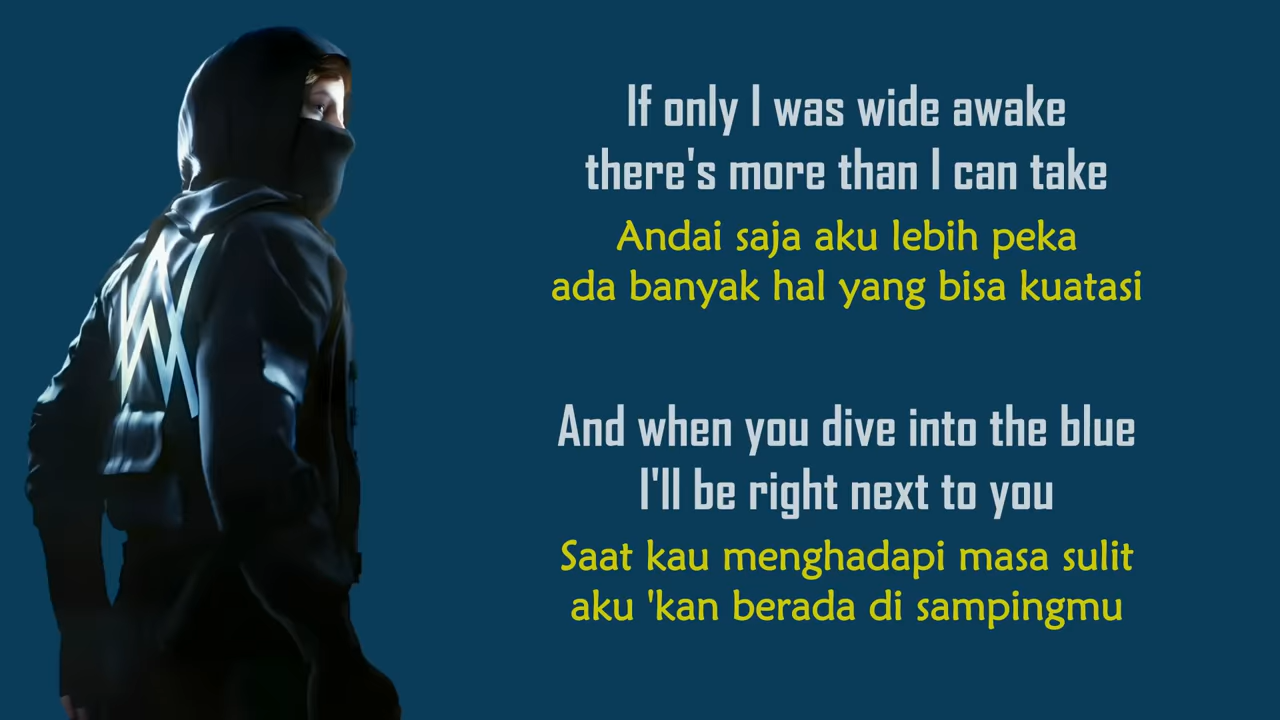 If only I was wide awake
there's more than I can take
Andai saja aku lebih peka
ada banyak hal yang bisa kuatasi
And when you dive into the blue
I'll be right next to you
Saat kau menghadapi masa sulit
aku 'kan berada di sampingmu